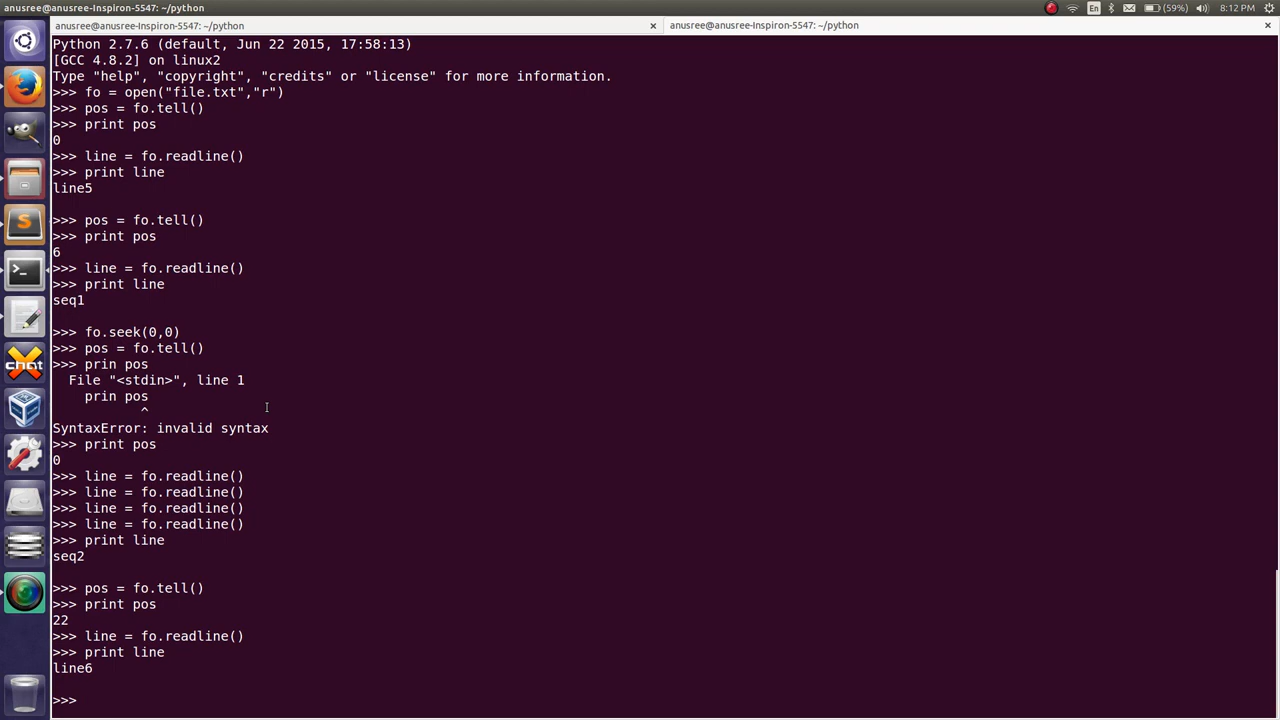 anusree@anusree-Inspiron-5547: ~/python
En
(59%)
8:12 PM
anusree@anusree-Inspiron-5547: ~/python
anusree@anusree-Inspiron-5547: ~/python
Python 2.7.6 (default, Jun 22 2015, 17:58:13)
[GCC 4.8.2] on linux2
Type "help", "copyright", "credits" or "license" for more information.
>>> fo = open("file.txt","r")
>>> pos = fo.tell()
>>> print pos
0
>>> line = fo.readline()
>>> print line
line5
>>> pos = fo.tell()
>>> print pos
6
>>> line = fo.readline()
>>> print line
seq1
>>> fo.seek(0,0)
>>> pos = fo.tell()
>>> prin pos
  File "<stdin>", line 1
    prin pos
           ^
SyntaxError: invalid syntax
>>> print pos
0
>>> line = fo.readline()
>>> line = fo.readline()
>>> line = fo.readline()
>>> line = fo.readline()
>>> print line
seq2
>>> pos = fo.tell()
>>> print pos
22
>>> line = fo.readline()
>>> print line
line6
>>>
S
>_
chat